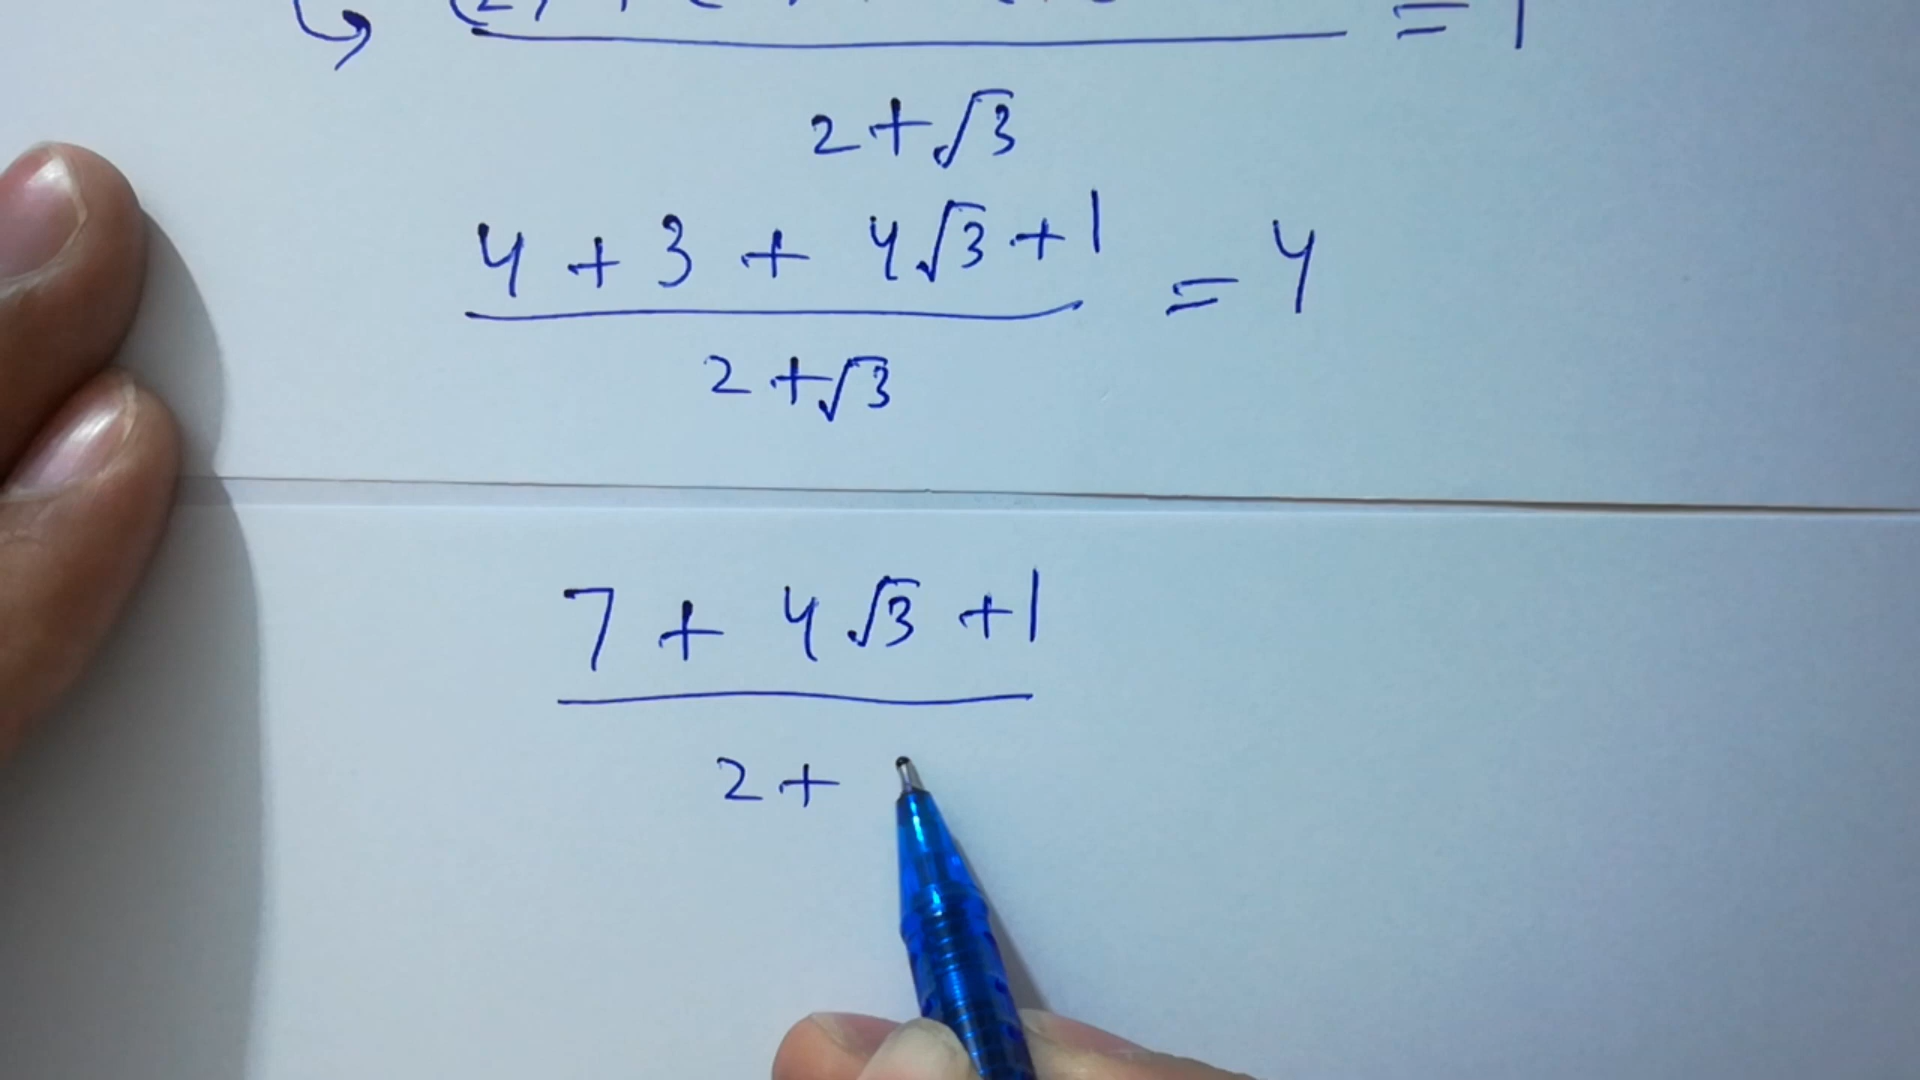 = 1
2 + √3
4 + 3 + 4√3 + 1 = 4
2 + √3
7 + 4√3 + 1
2 +